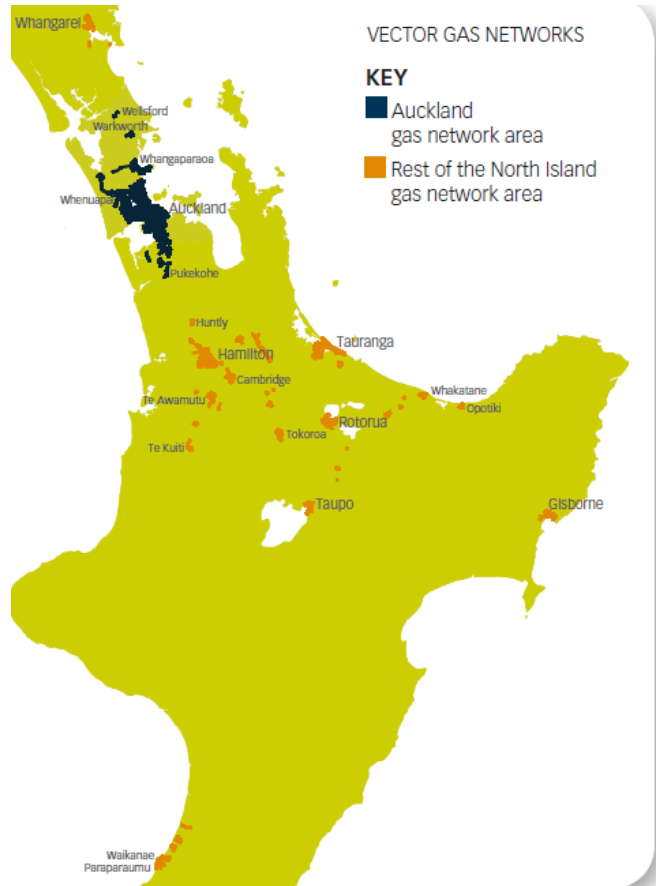 VECTOR GAS NETWORKS
KEY
Auckland
gas network area
Rest of the North Island
gas network area
Whangarei
Wellsford
Warkworth
Whangaparaoa
Whenuapai
Auckland
Pukekohe
Huntly
Hamilton
Tauranga
Cambridge
Te Awamutu
Whakatane
Opotiki
Rotorua
Tokoroa
Te Kuiti
Taupo
Gisborne
Waikanae
Paraparaumu